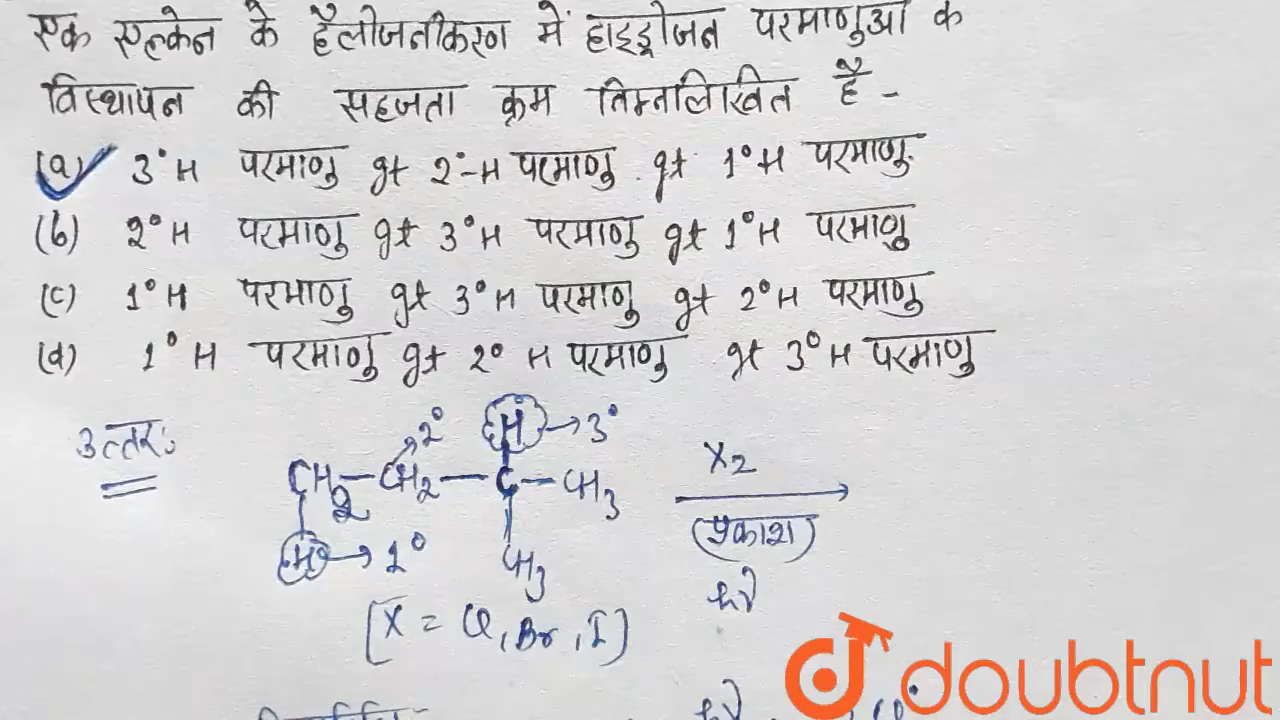 एक एल्केन के हैलोजनीकरण में हाइड्रोजन परमाणुओं के
विस्थापन की सहजता क्रम निम्नलिखित है -
(a) 3°H परमाणु gt 2°-H परमाणु gt 1°H परमाणु
(b) 2°H परमाणु gt 3°H परमाणु gt 1°H परमाणु
(c) 1°H परमाणु gt 3°H परमाणु gt 2°H परमाणु
(d) 1°H परमाणु gt 2°H परमाणु gt 3°H परमाणु
उत्तर:
2° H → 3°
CH2 — CH2 — C — CH3 X2
H → 1° CH3 (प्रकाश)
hν
[X = Cl, Br, I]
hν
doubtnut